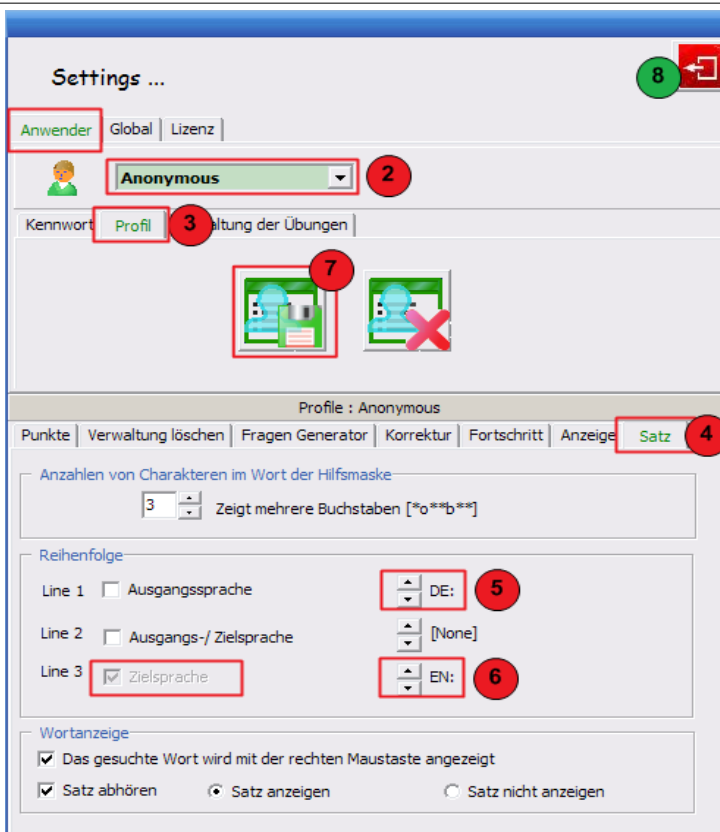 Settings ...
8
Anwender Global Lizenz
Anonymous 2
Kennwort Profil 3 altung der Übungen
7
Profile : Anonymous
Punkte Verwaltung löschen Fragen Generator Korrektur Fortschritt Anzeige Satz 4
Anzahlen von Charakteren im Wort der Hilfsmaske
3 Zeigt mehrere Buchstaben [*o**b**]
Reihenfolge
Line 1 Ausgangssprache DE: 5
Line 2 Ausgangs-/ Zielsprache [None]
Line 3 Zielsprache EN: 6
Wortanzeige
Das gesuchte Wort wird mit der rechten Maustaste angezeigt
Satz abhören Satz anzeigen Satz nicht anzeigen